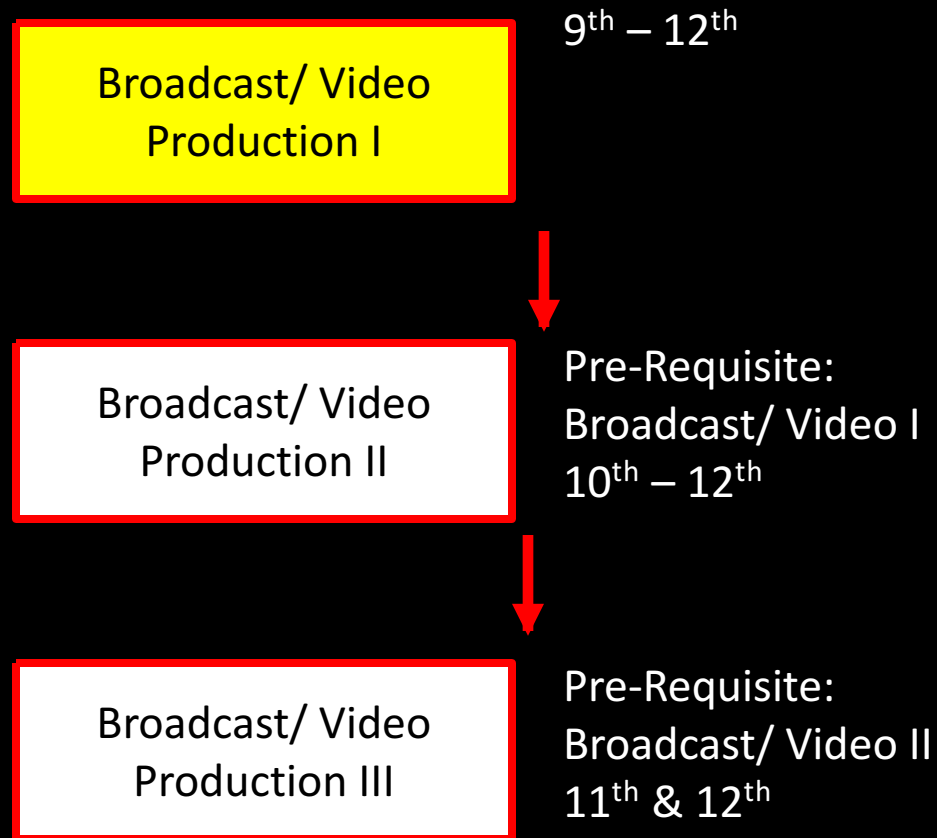 9th – 12th
Broadcast/ Video
Production I
Broadcast/ Video
Production II
Pre-Requisite:
Broadcast/ Video I
10th – 12th
Broadcast/ Video
Production III
Pre-Requisite:
Broadcast/ Video II
11th & 12th